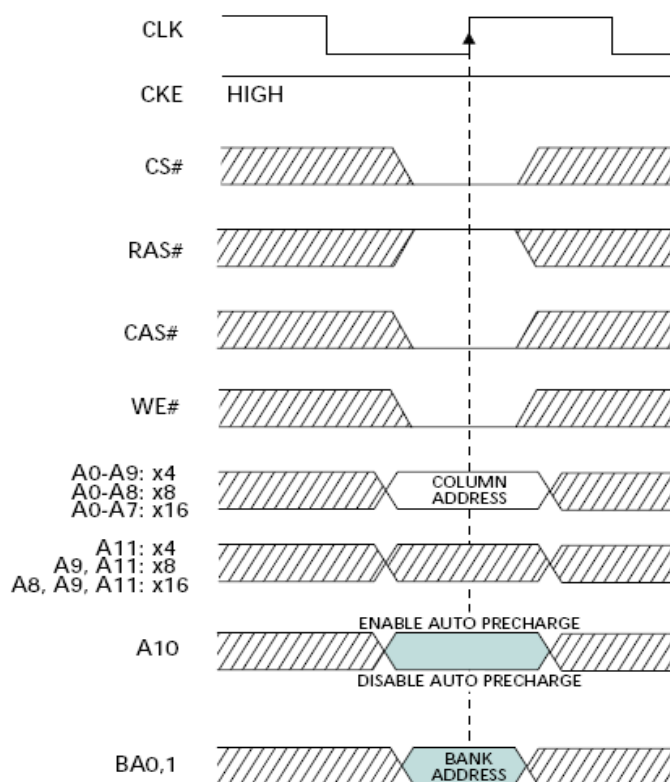 CLK
CKE HIGH
CS#
RAS#
CAS#
WE#
A0-A9: x4
A0-A8: x8
A0-A7: x16
COLUMN
ADDRESS
A11: x4
A9, A11: x8
A8, A9, A11: x16
ENABLE AUTO PRECHARGE
A10
DISABLE AUTO PRECHARGE
BA0,1
BANK
ADDRESS